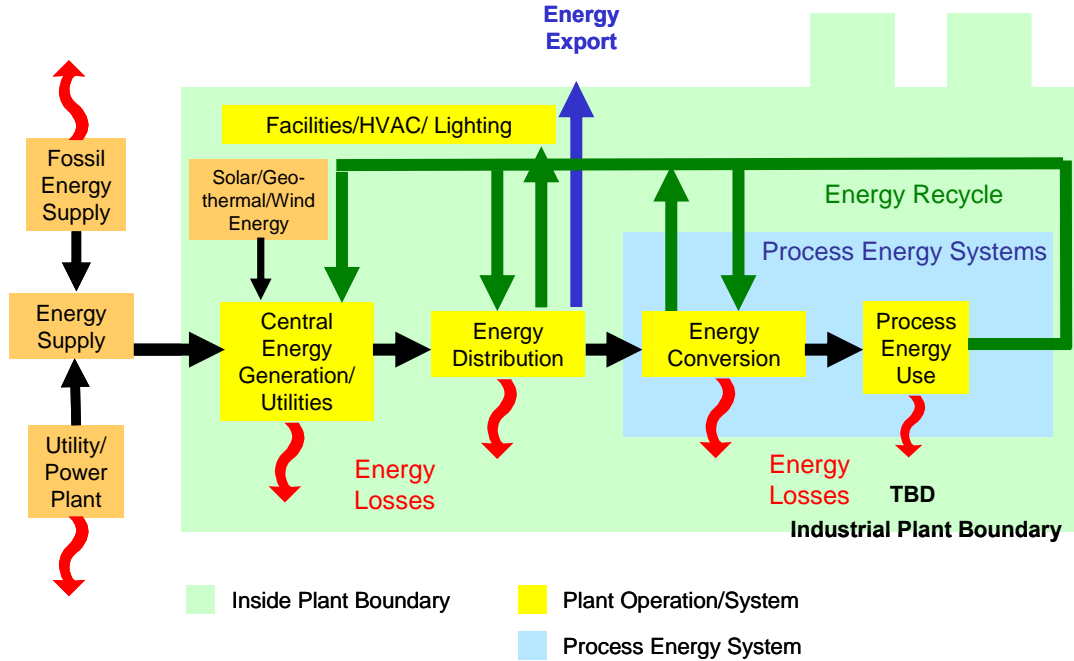 Energy
Export
Facilities/HVAC/ Lighting
Fossil
Energy
Supply
Solar/Geo-
thermal/Wind
Energy
Energy Recycle
Process Energy Systems
Energy
Supply
Central
Energy
Generation/
Utilities
Energy
Distribution
Energy
Conversion
Process
Energy
Use
Utility/
Power
Plant
Energy
Losses
Energy
Losses
TBD
Industrial Plant Boundary
Inside Plant Boundary
Plant Operation/System
Process Energy System